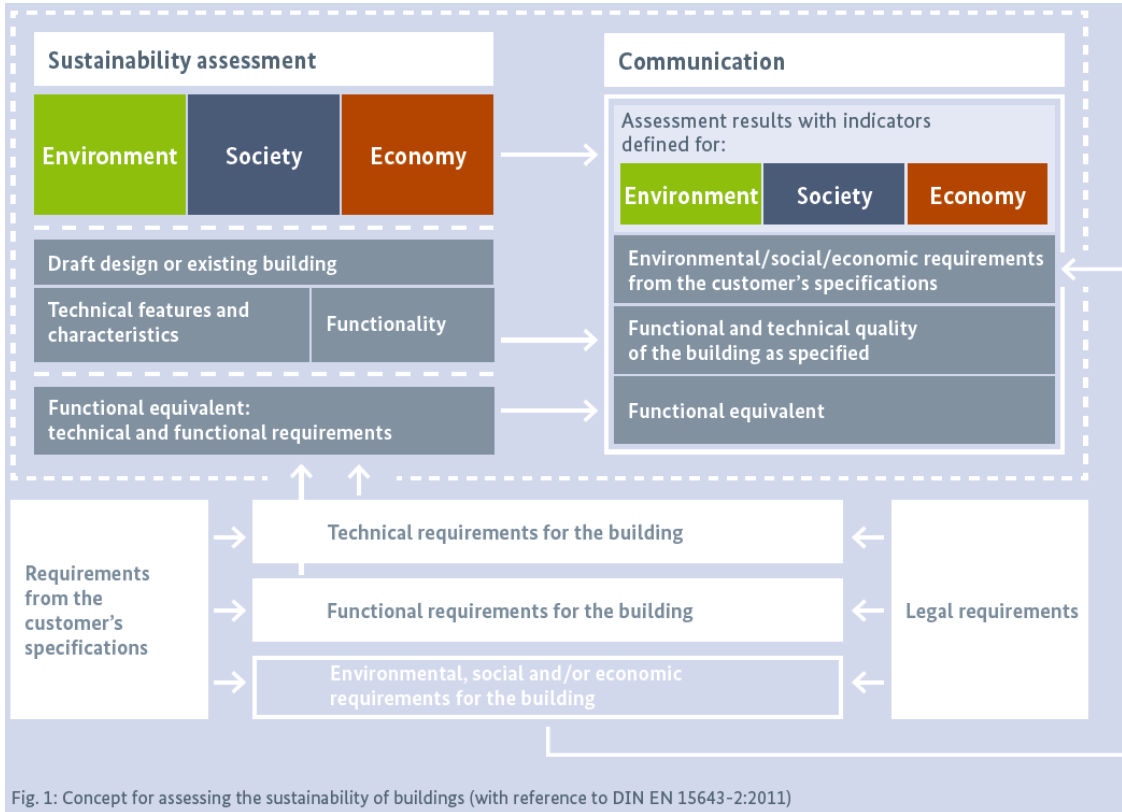 Sustainability assessment
Environment
Society
Economy
Draft design or existing building
Technical features and
characteristics
Functionality
Functional equivalent:
technical and functional requirements
Communication
Assessment results with indicators
defined for:
Environment
Society
Economy
Environmental/social/economic requirements
from the customer’s specifications
Functional and technical quality
of the building as specified
Functional equivalent
Requirements
from the
customer’s
specifications
Technical requirements for the building
Functional requirements for the building
Environmental, social and/or economic
requirements for the building
Legal requirements
Fig. 1: Concept for assessing the sustainability of buildings (with reference to DIN EN 15643-2:2011)